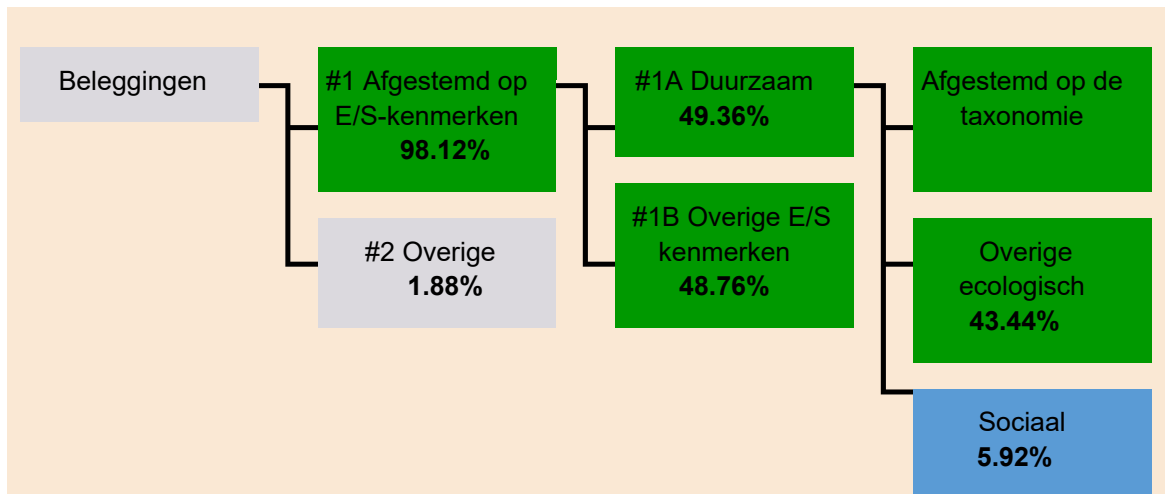 Beleggingen
#1 Afgestemd op
E/S-kenmerken
98.12%
#2 Overige
1.88%
#1A Duurzaam
49.36%
#1B Overige E/S
kenmerken
48.76%
Afgestemd op de
taxonomie
Overige
ecologisch
43.44%
Sociaal
5.92%